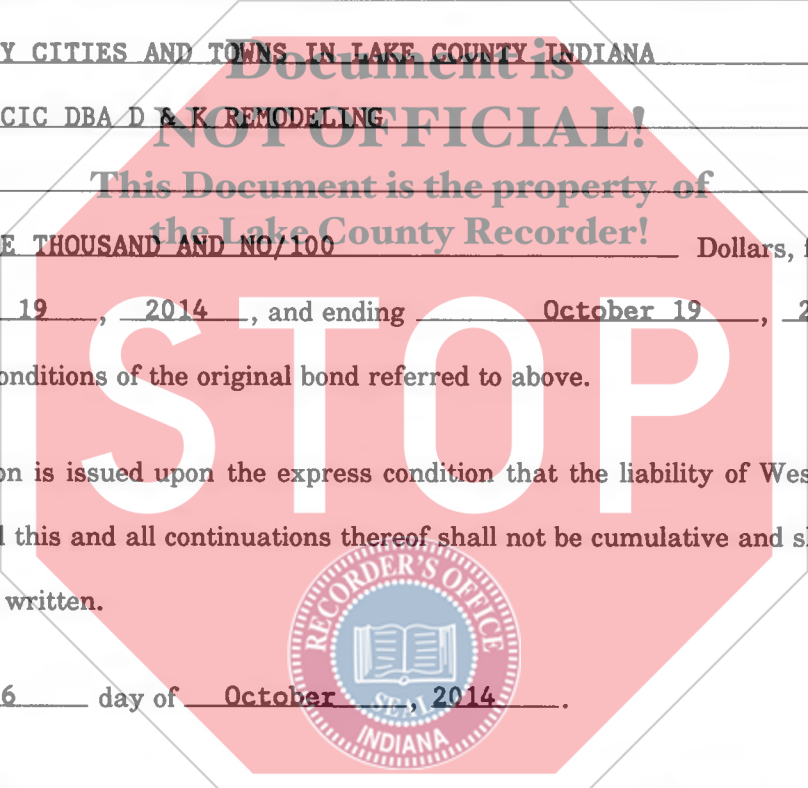 Y CITIES AND TOWNS IN LAKE COUNTY INDIANA
Document is
CIC DBA D & K REMODELING
NOT OFFICIAL!
This Document is the property of
the Lake County Recorder!
E THOUSAND AND NO/100 Dollars, f
19, 2014, and ending October 19, 2
STOP
onditions of the original bond referred to above.
on is issued upon the express condition that the liability of Wes
this and all continuations thereof shall not be cumulative and s
written.
RECORDER'S OFFICE
SEAL
INDIANA
6 day of October, 2014.